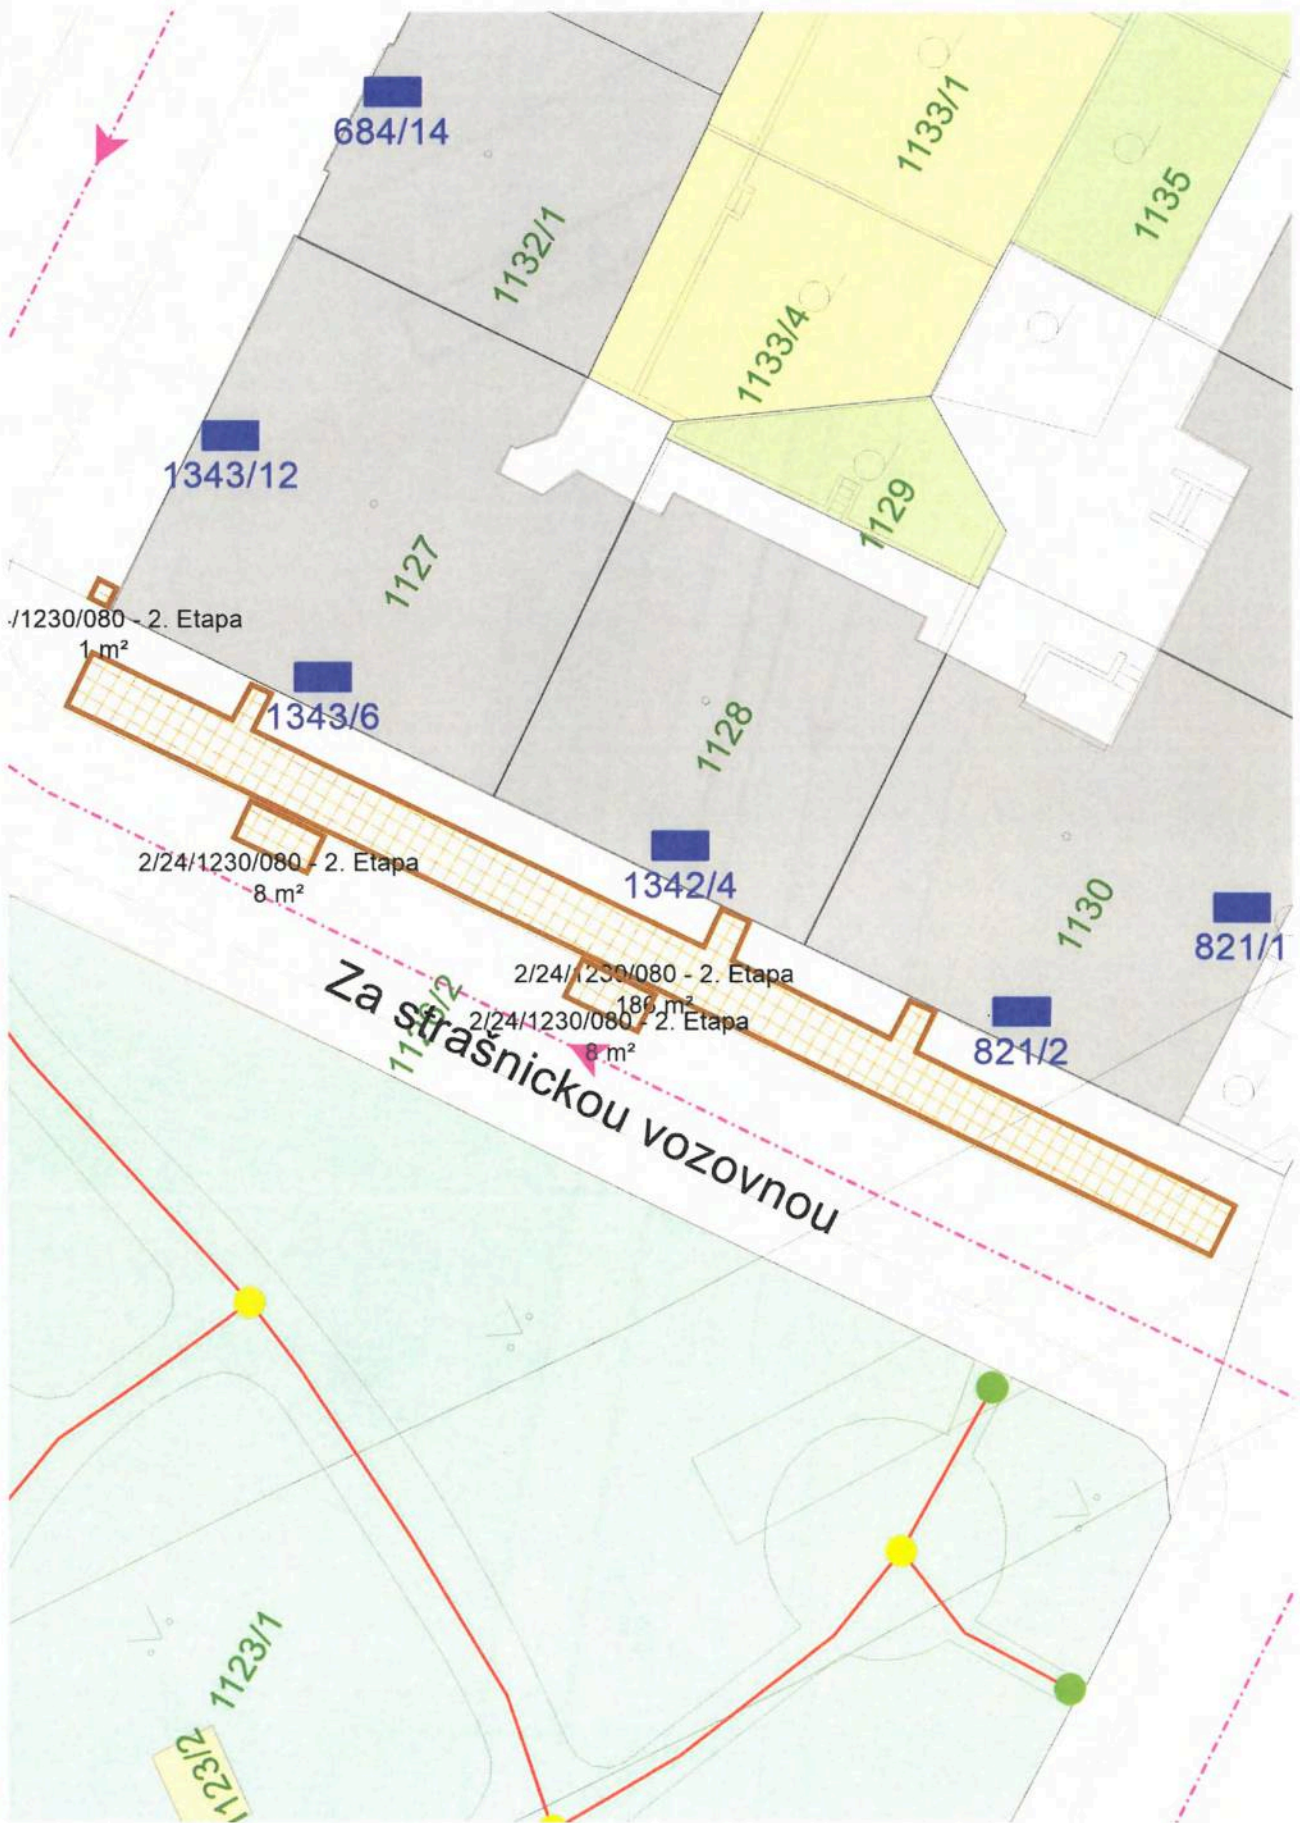 684/14
1133/1
1135
1132/1
1133/4
1343/12
1129
1127
/1230/080 - 2. Etapa
1 m²
1343/6
1128
2/24/1230/080 - 2. Etapa
8 m²
1342/4
1130
821/1
2/24/1230/080 - 2. Etapa
186 m²
2/24/1230/080 - 2. Etapa
8 m²
821/2
Za strašnickou vozovnou
1123/1
1123/2